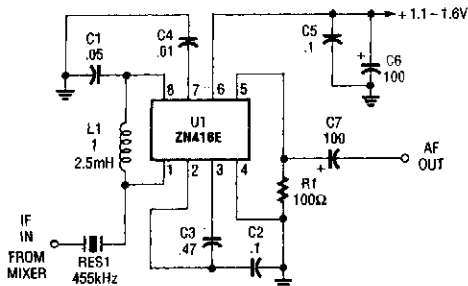 + 1.1 – 1.6V
C1
.05
C4
.01
C5
.1
+
C6
100
8
7
6
5
U1
ZN416E
L1
1
2.5mH
C7
100
+
AF
OUT
1
2
3
4
R1
100Ω
IF
IN
FROM
MIXER
C3
.47
C2
.1
RES1
455kHz